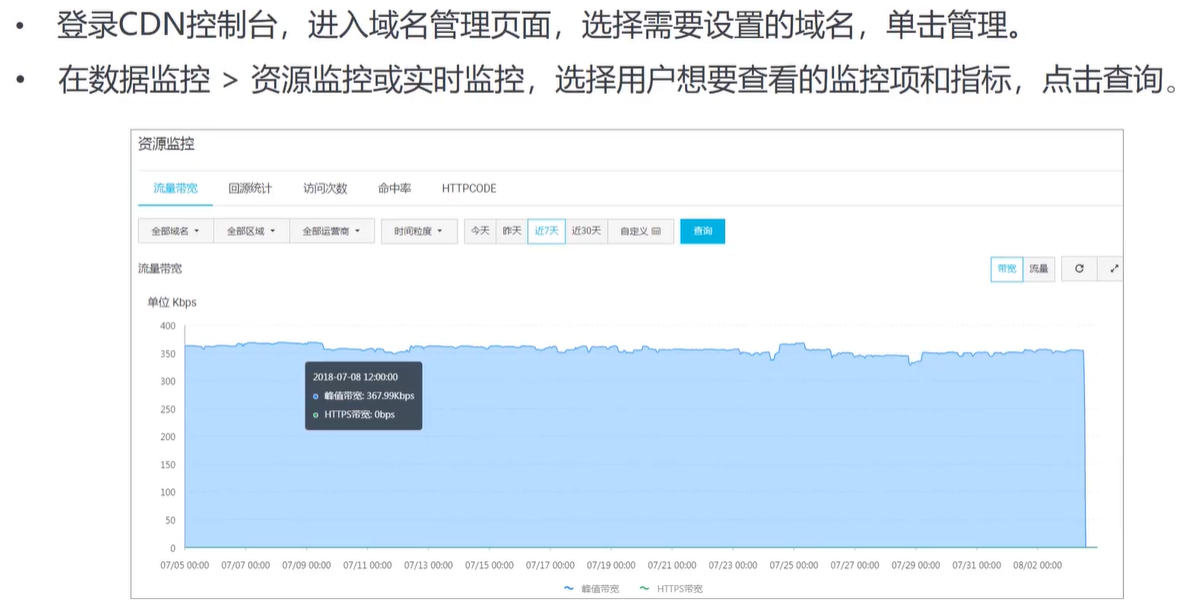 • 登录CDN控制台，进入域名管理页面，选择需要设置的域名，单击管理。
• 在数据监控 > 资源监控或实时监控，选择用户想要查看的监控项和指标，点击查询。
资源监控
流量带宽 回源统计 访问次数 命中率 HTTPCODE
全部域名 全部区域 全部运营商 时间粒度 今天 昨天 近7天 近30天 自定义 查询
流量带宽 带宽 流量
单位 Kbps
400
350
300
250
200
150
100
50
0
2018-07-08 12:00:00
峰值带宽: 367.99Kbps
HTTPS带宽: 0bps
07/05 00:00 07/07 00:00 07/09 00:00 07/11 00:00 07/13 00:00 07/15 00:00 07/17 00:00 07/19 00:00 07/21 00:00 07/23 00:00 07/25 00:00 07/27 00:00 07/29 00:00 07/31 00:00 08/02 00:00
峰值带宽 HTTPS带宽